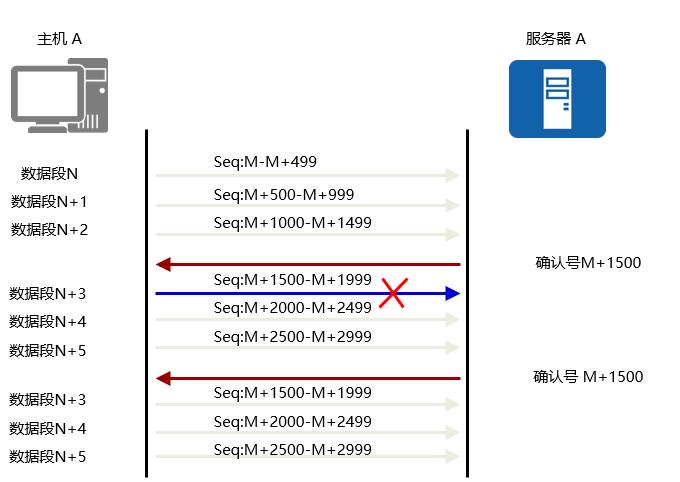 主机 A
服务器 A
数据段N
Seq:M-M+499
数据段N+1
Seq:M+500-M+999
数据段N+2
Seq:M+1000-M+1499
确认号M+1500
数据段N+3
Seq:M+1500-M+1999
数据段N+4
Seq:M+2000-M+2499
数据段N+5
Seq:M+2500-M+2999
确认号 M+1500
数据段N+3
Seq:M+1500-M+1999
数据段N+4
Seq:M+2000-M+2499
数据段N+5
Seq:M+2500-M+2999